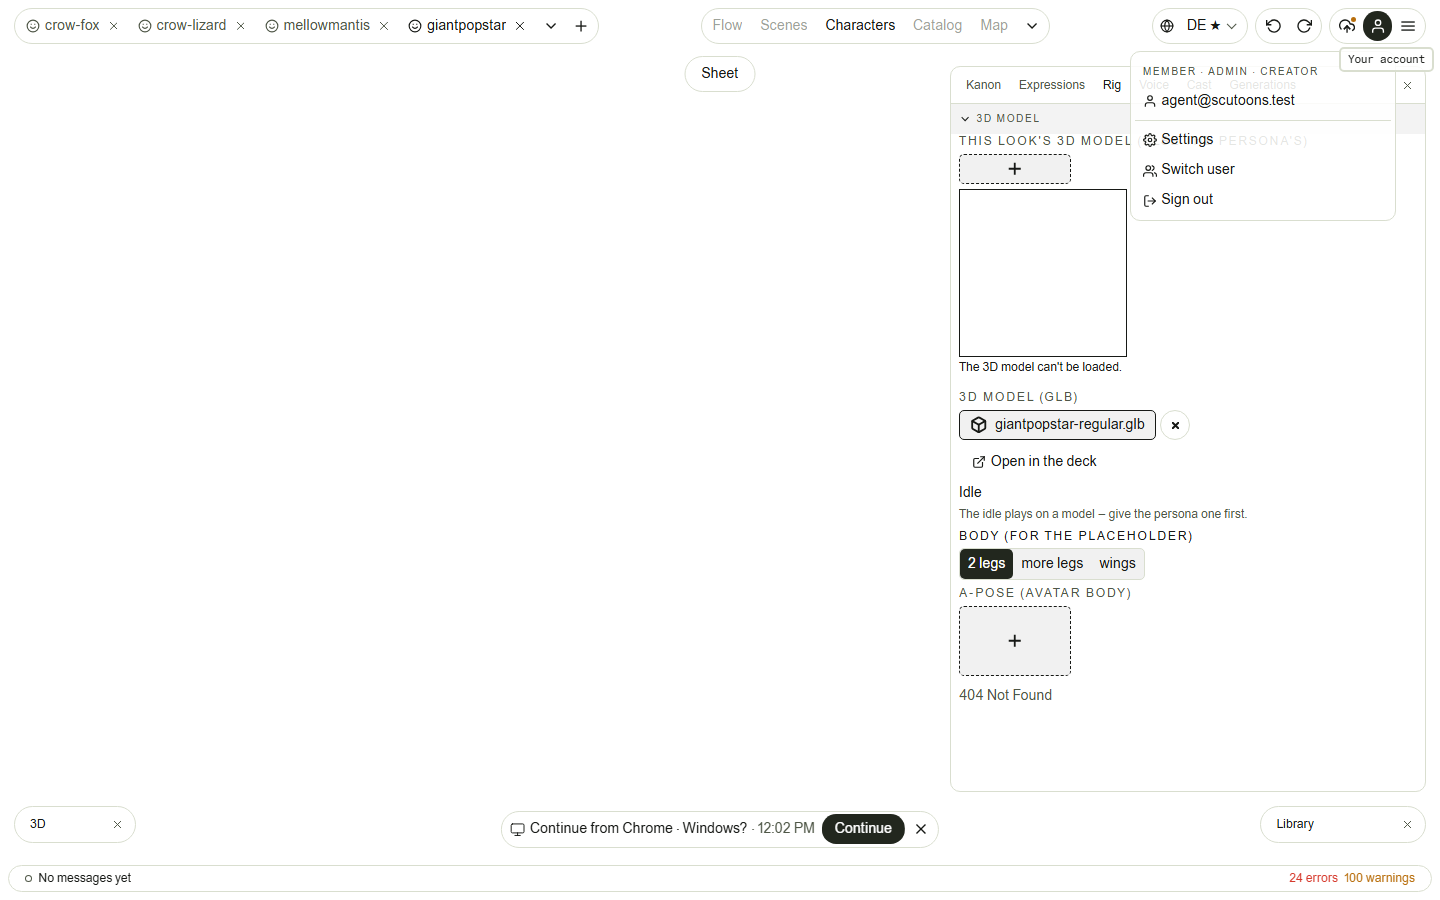 crow-fox crow-lizard mellowmantis giantpopstar
Flow Scenes Characters Catalog Map
DE ★
Your account
Sheet
Kanon Expressions Rig Voice Cast Generations
MEMBER · ADMIN · CREATOR
agent@scutoons.test
Settings
Switch user
Sign out
3D MODEL
THIS LOOK'S 3D MODEL PERSONA'S)
+
The 3D model can't be loaded.
3D MODEL (GLB)
giantpopstar-regular.glb
Open in the deck
Idle
The idle plays on a model – give the persona one first.
BODY (FOR THE PLACEHOLDER)
2 legs more legs wings
A-POSE (AVATAR BODY)
+
404 Not Found
3D
Continue from Chrome · Windows? · 12:02 PM Continue
Library
No messages yet
24 errors 100 warnings